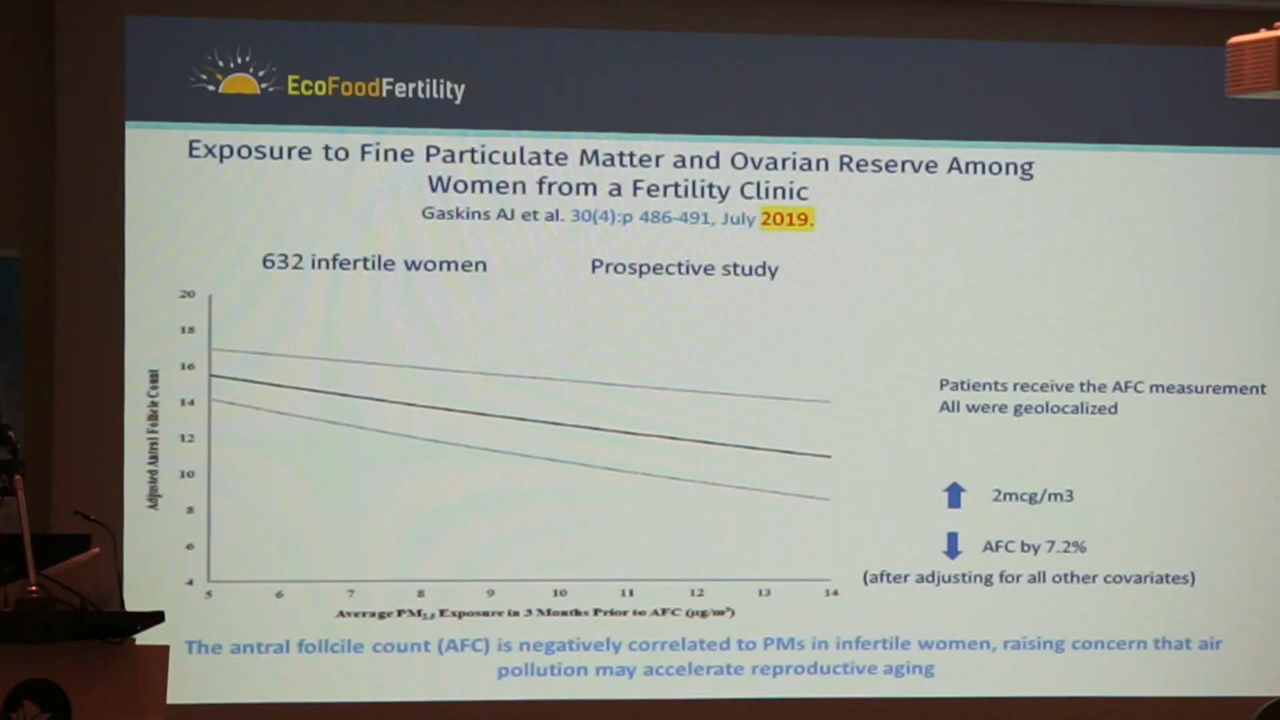 EcoFoodFertility
Exposure to Fine Particulate Matter and Ovarian Reserve Among
Women from a Fertility Clinic
Gaskins AJ et al. 30(4):p 486-491, July 2019.
632 infertile women
Prospective study
20
18
16
14
12
10
8
6
4
Adjusted Antral Follicle Count
5 6 7 8 9 10 11 12 13 14
Average PM2.5 Exposure in 3 Months Prior to AFC (µg/m³)
Patients receive the AFC measurement
All were geolocalized
2mcg/m3
AFC by 7.2%
(after adjusting for all other covariates)
The antral follcile count (AFC) is negatively correlated to PMs in infertile women, raising concern that air
pollution may accelerate reproductive aging